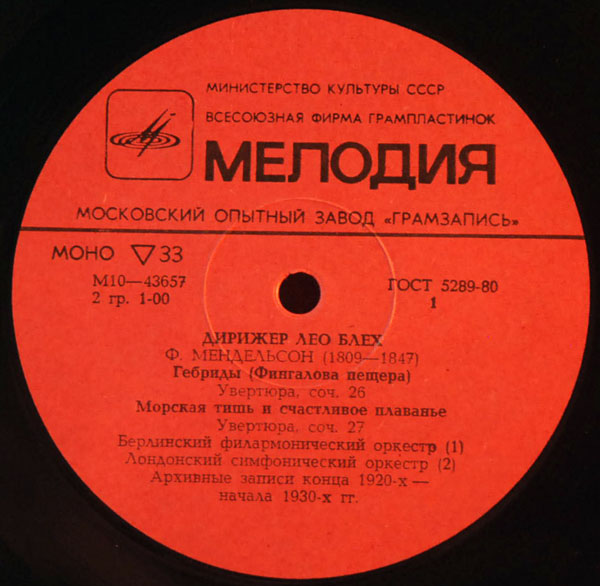 МИНИСТЕРСТВО КУЛЬТУРЫ СССР
ВСЕСОЮЗНАЯ ФИРМА ГРАМПЛАСТИНОК
МЕЛОДИЯ
МОСКОВСКИЙ ОПЫТНЫЙ ЗАВОД «ГРАМЗАПИСЬ»
МОНО 33
М10—43657
2 гр. 1-00
ГОСТ 5289-80
1
ДИРИЖЕР ЛЕО БЛЕХ
Ф. МЕНДЕЛЬСОН (1809—1847)
Гебриды (Фингалова пещера)
Увертюра, соч. 26
Морская тишь и счастливое плаванье
Увертюра, соч. 27
Берлинский филармонический оркестр (1)
Лондонский симфонический оркестр (2)
Архивные записи конца 1920-х —
начала 1930-х гг.